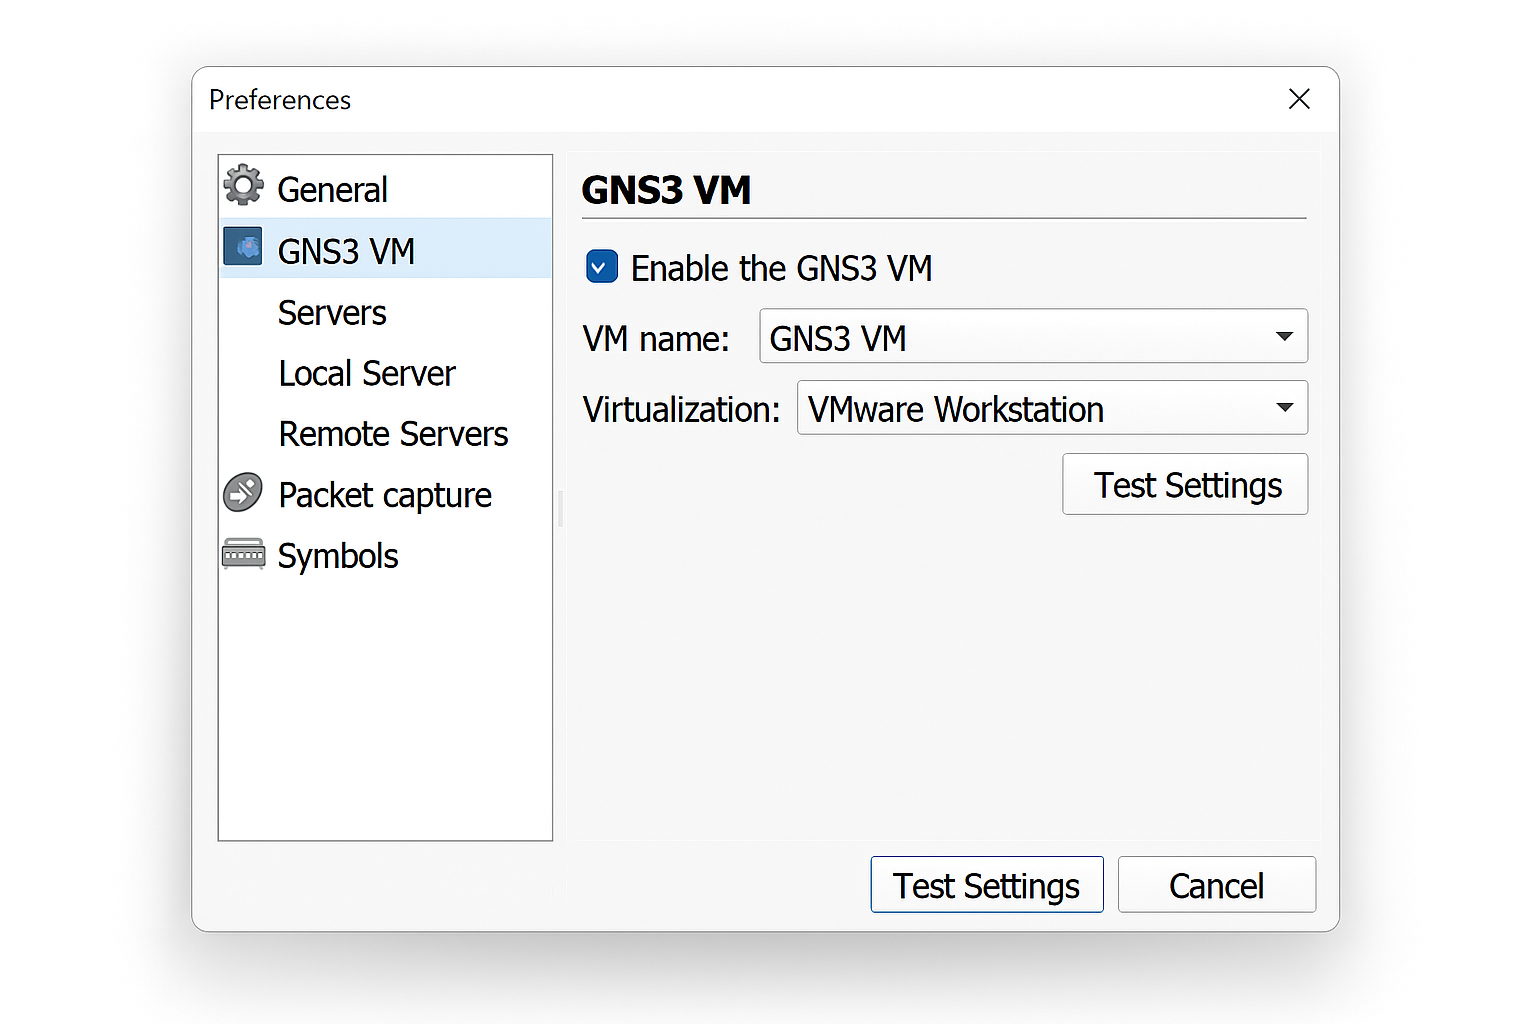 Preferences
General
GNS3 VM
Servers
Local Server
Remote Servers
Packet capture
Symbols
GNS3 VM
Enable the GNS3 VM
VM name: GNS3 VM
Virtualization: VMware Workstation
Test Settings
Test Settings
Cancel